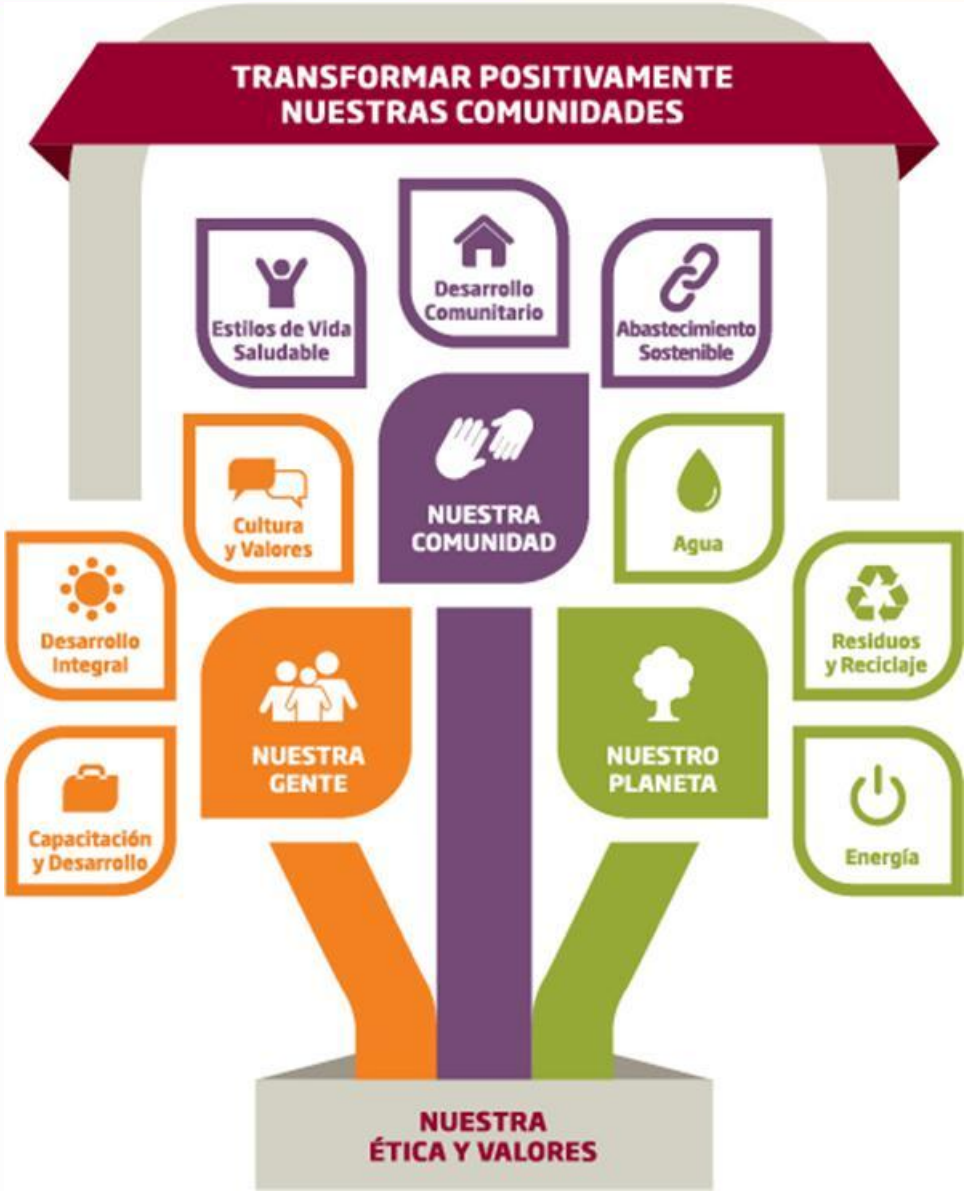 TRANSFORMAR POSITIVAMENTE
NUESTRAS COMUNIDADES
Estilos de Vida
Saludable
Desarrollo
Comunitario
Abastecimiento
Sostenible
Cultura
y Valores
NUESTRA
COMUNIDAD
Agua
Desarrollo
Integral
NUESTRA
GENTE
NUESTRO
PLANETA
Residuos
y Reciclaje
Capacitación
y Desarrollo
Energía
NUESTRA
ÉTICA Y VALORES